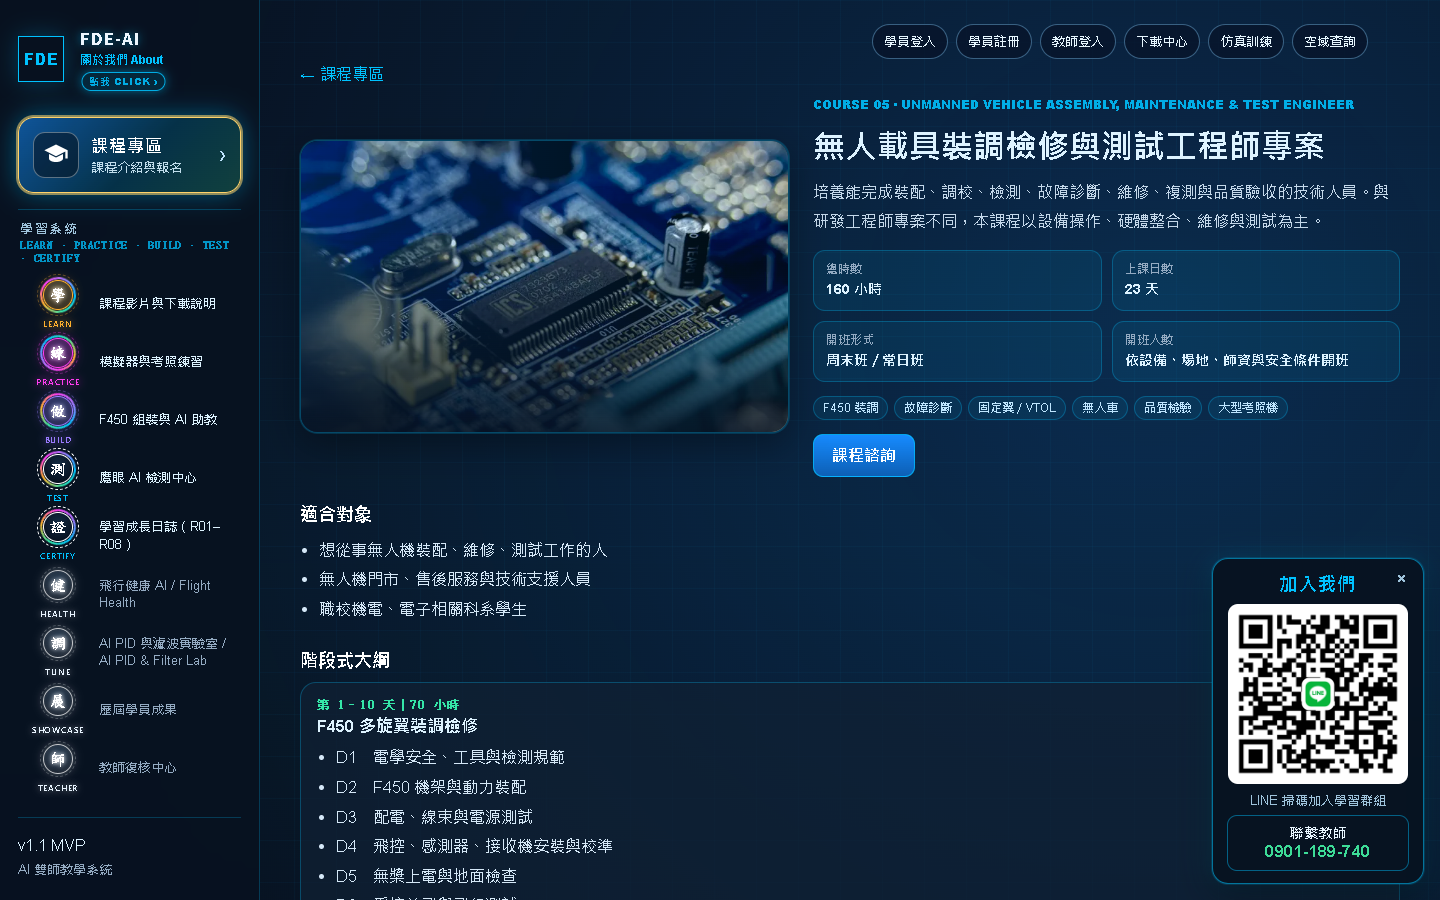 FDE
FDE-AI
關於我們 About
點我 CLICK ›
課程專區
課程介紹與報名
›
學習系統
LEARN · PRACTICE · BUILD · TEST
· CERTIFY
學
LEARN
課程影片與下載說明
練
PRACTICE
模擬器與考照練習
做
BUILD
F450 組裝與 AI 助教
測
TEST
鷹眼 AI 檢測中心
證
CERTIFY
學習成長日誌（R01–
R08）
健
HEALTH
飛行健康 AI / Flight
Health
調
TUNE
AI PID 與濾波實驗室 /
AI PID & Filter Lab
展
SHOWCASE
歷屆學員成果
師
TEACHER
教師復核中心
v1.1 MVP
AI 雙師教學系統
學員登入
學員註冊
教師登入
下載中心
仿真訓練
空域查詢
← 課程專區
COURSE 05 · UNMANNED VEHICLE ASSEMBLY, MAINTENANCE & TEST ENGINEER
無人載具裝調檢修與測試工程師專案
培養能完成裝配、調校、檢測、故障診斷、維修、複測與品質驗收的技術人員。與
研發工程師專案不同，本課程以設備操作、硬體整合、維修與測試為主。
總時數
160 小時
上課日數
23 天
開班形式
周末班 / 常日班
開班人數
依設備、場地、師資與安全條件開班
F450 裝調
故障診斷
固定翼 / VTOL
無人車
品質檢驗
大型考照機
課程諮詢
適合對象
• 想從事無人機裝配、維修、測試工作的人
• 無人機門市、售後服務與技術支援人員
• 職校機電、電子相關科系學生
階段式大綱
第 1–10 天｜70 小時
F450 多旋翼裝調檢修
• D1 電學安全、工具與檢測規範
• D2 F450 機架與動力裝配
• D3 配電、線束與電源測試
• D4 飛控、感測器、接收機安裝與校準
• D5 無槳上電與地面檢查
加入我們
×
LINE
LINE 掃碼加入學習群組
聯繫教師
0901-189-740